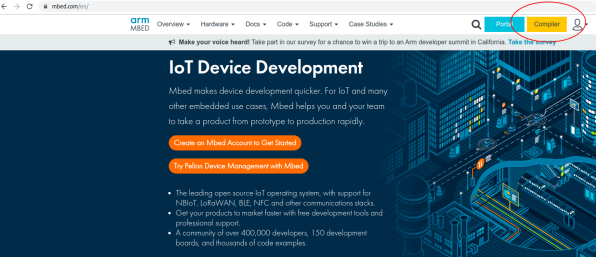 mbed.com/en/
arm
MBED
Overview Hardware Docs Code Support Case Studies Portal Compiler
Make your voice heard! Take part in our survey for a chance to win a trip to an Arm developer summit in California. Take the survey
IoT Device Development
Mbed makes device development quicker. For IoT and many
other embedded use cases, Mbed helps you and your team
to take a product from prototype to production rapidly.
Create an Mbed Account to Get Started
Try Pelion Device Management with Mbed
• The leading open source IoT operating system, with support for
NBIoT, LoRaWAN, BLE, NFC and other communications stacks.
• Get your products to market faster with free development tools and
professional support.
• A community of over 400,000 developers, 150 development
boards, and thousands of code examples.